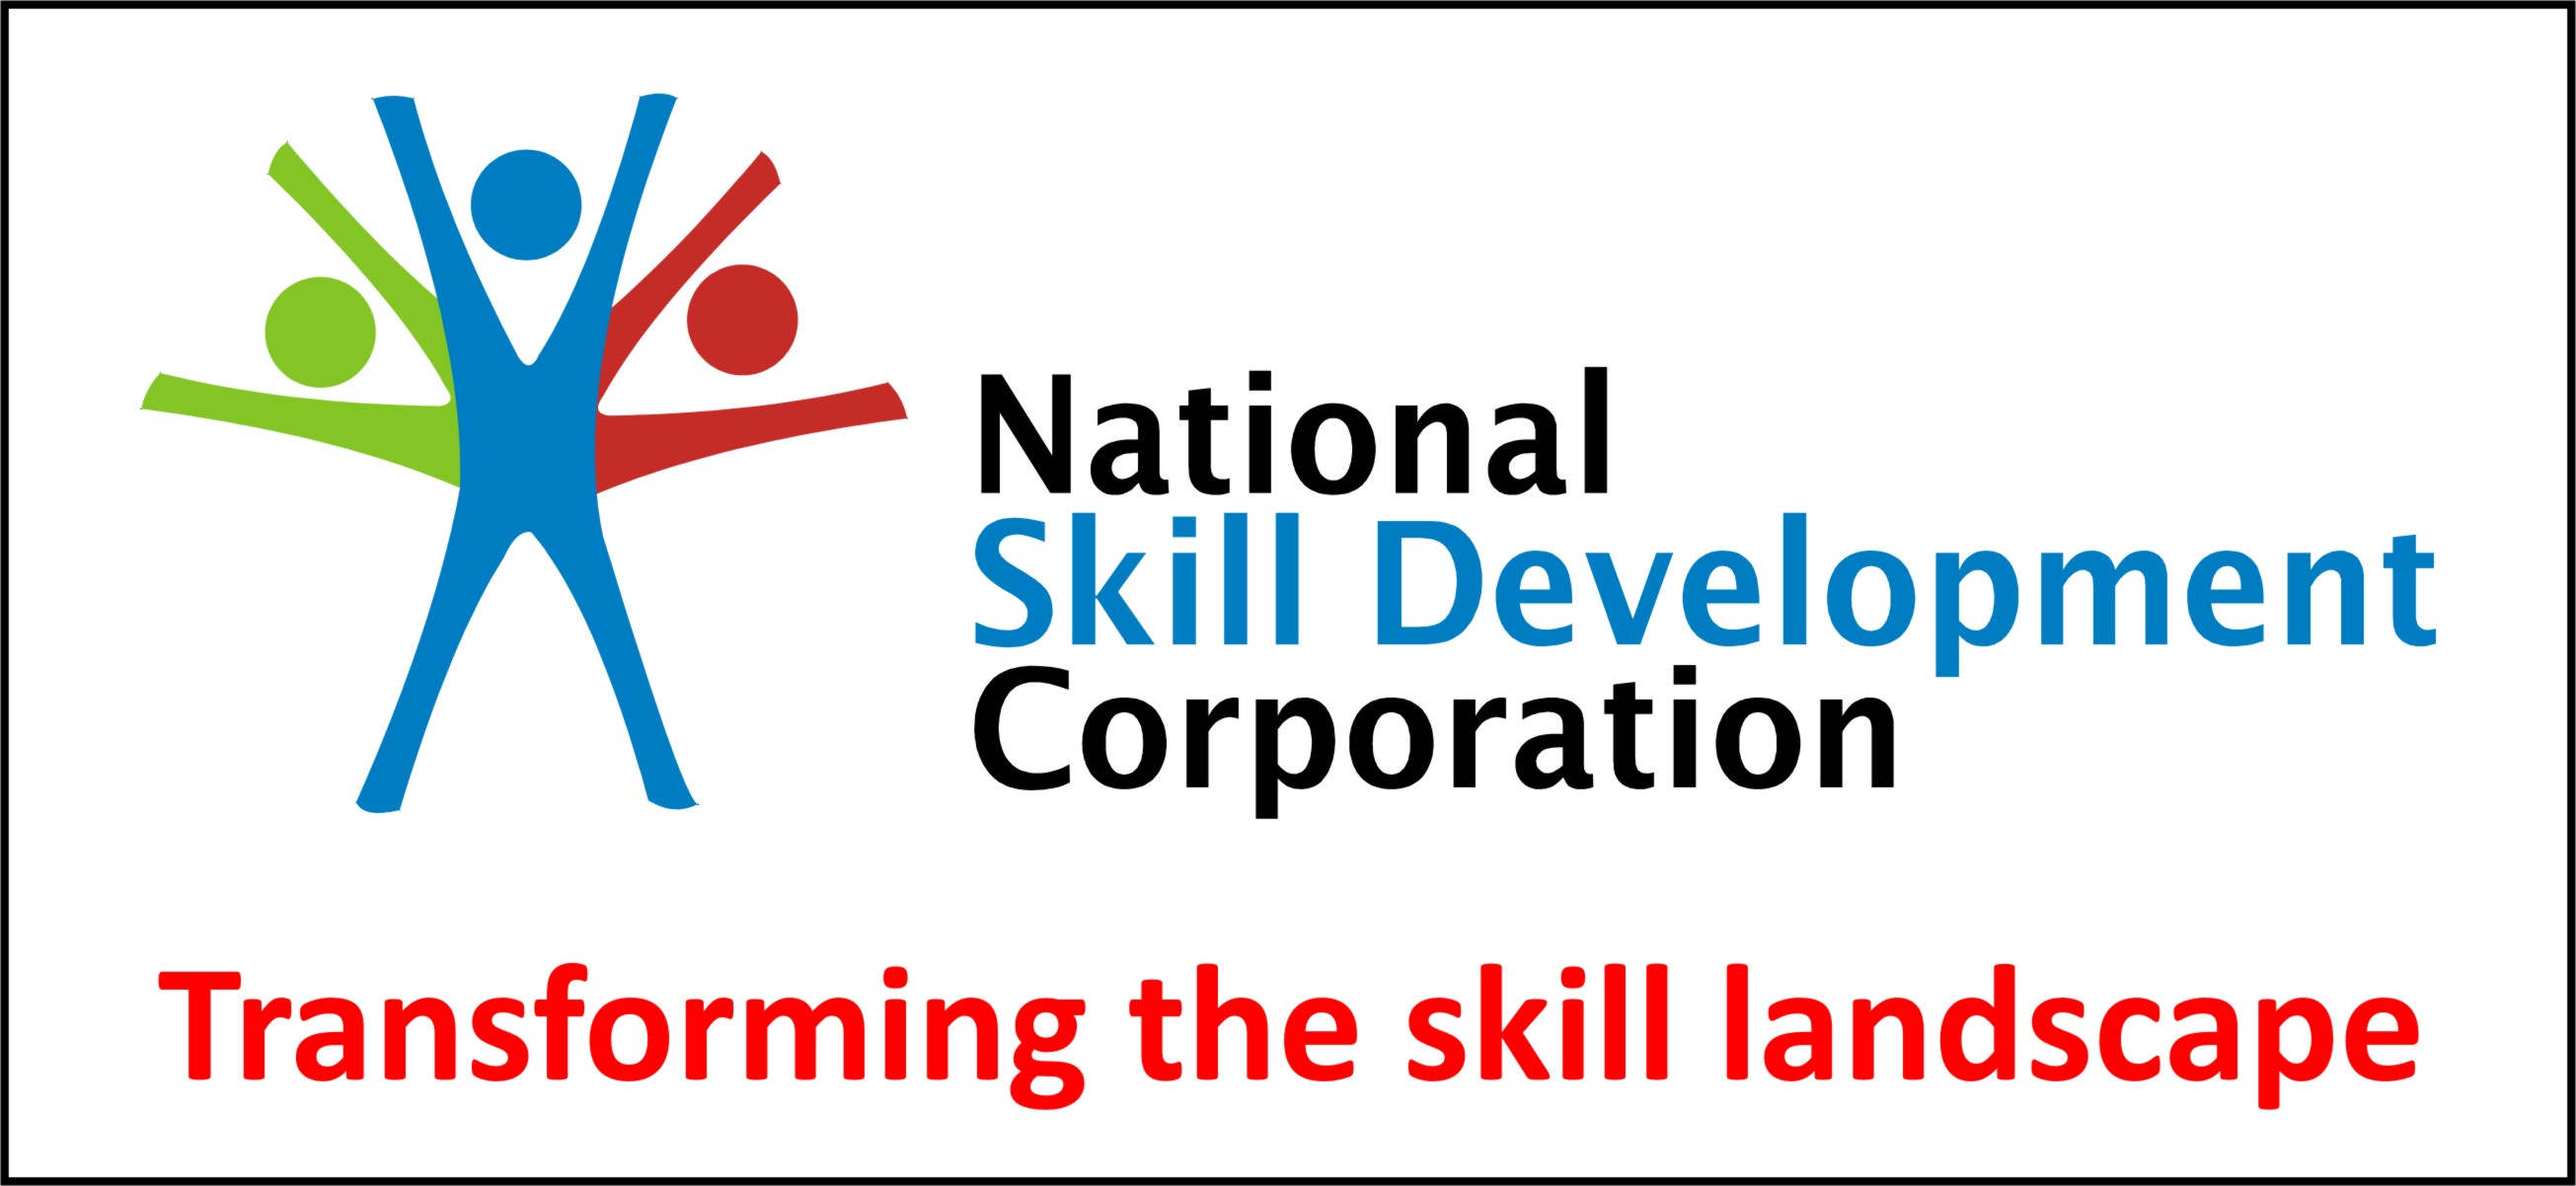 National
Skill Development
Corporation
Transforming the skill landscape